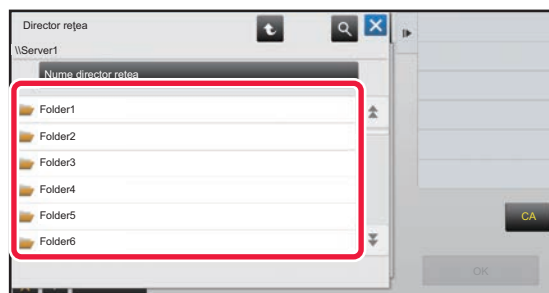 Director rețea
\\Server1
Nume director rețea
Folder1
Folder2
Folder3
Folder4
Folder5
Folder6
CA
OK